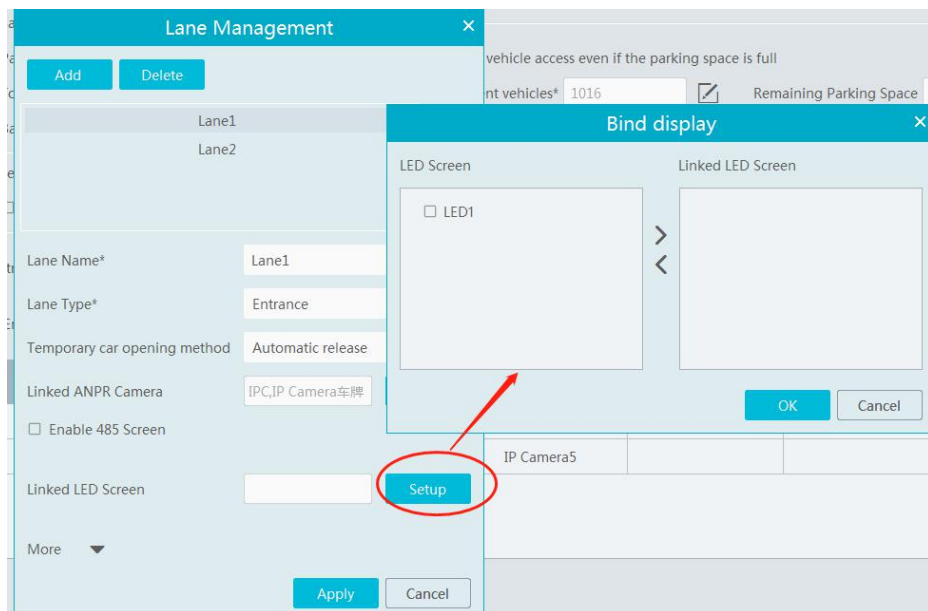 Lane Management
Add
Delete
Lane1
Lane2
Lane Name*
Lane1
Lane Type*
Entrance
Temporary car opening method
Automatic release
Linked ANPR Camera
IPC,IP Camera车牌
Enable 485 Screen
Linked LED Screen
Setup
More
Apply
Cancel
vehicle access even if the parking space is full
vehicles* 1016
Remaining Parking Space
Bind display
LED Screen
Linked LED Screen
LED1
OK
Cancel
IP Camera5